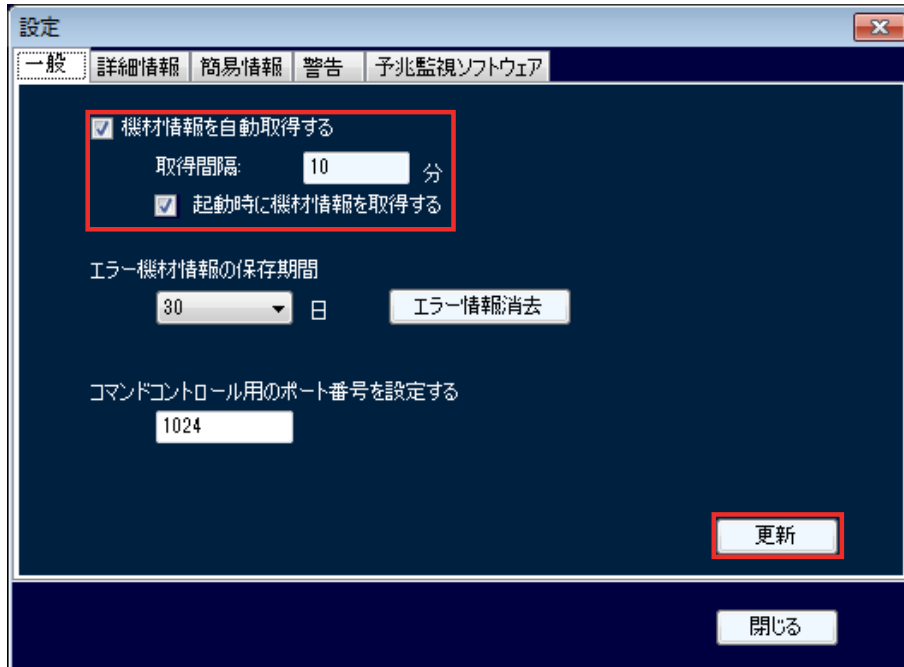 設定
一般 詳細情報 簡易情報 警告 予兆監視ソフトウェア
機材情報を自動取得する
取得間隔: 10 分
起動時に機材情報を取得する
エラー機材情報の保存期間
30 日 エラー情報消去
コマンドコントロール用のポート番号を設定する
1024
更新
閉じる